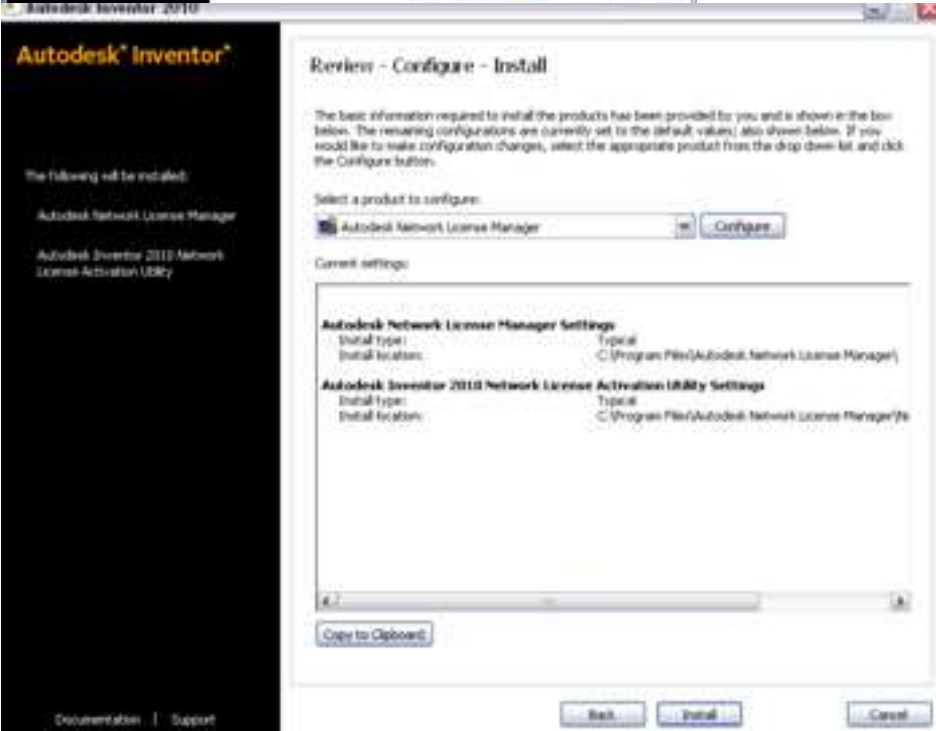 Autodesk Inventor 2010
Autodesk® Inventor®
Review - Configure - Install
The basic information required to install the products has been provided by you and is shown in the box
below. The remaining configurations are currently set to the default values; also shown below. If you
would like to make configuration changes, select the appropriate product from the drop down list and click
the Configure button.
The following will be installed:
Select a product to configure:
Autodesk Network License Manager
Autodesk Network License Manager
Configure
Autodesk Inventor 2010 Network
License Activation Utility
Current settings:
Autodesk Network License Manager Settings
Install type: Typical
Install location: C:\Program Files\Autodesk Network License Manager\
Autodesk Inventor 2010 Network License Activation Utility Settings
Install type: Typical
Install location: C:\Program Files\Autodesk Network License Manager\Ne
Copy to Clipboard
Documentation | Support
Back
Install
Cancel